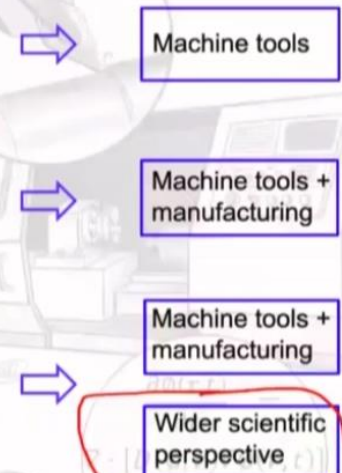 Machine tools
Machine tools +
manufacturing
Machine tools +
manufacturing
Wider scientific
perspective